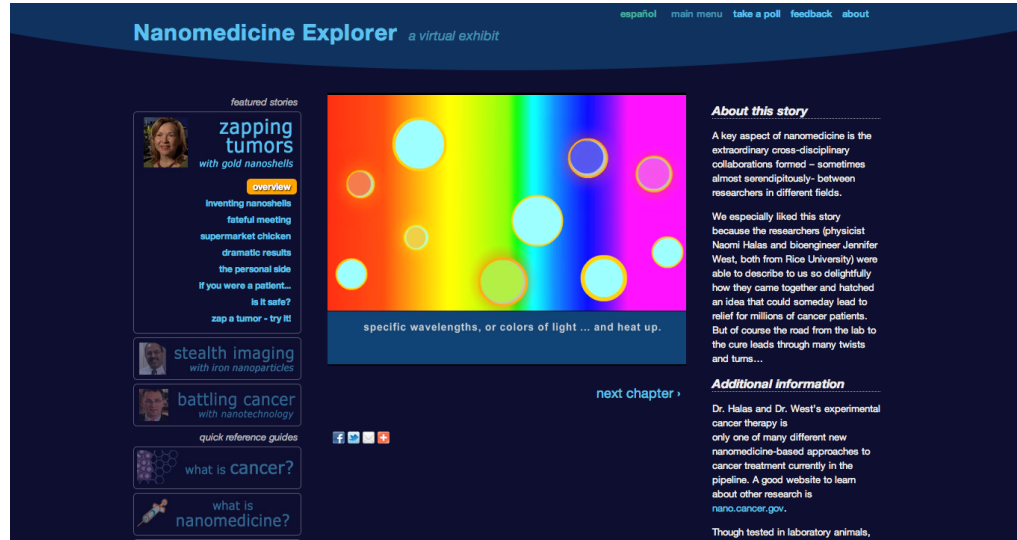 español main menu take a poll feedback about
Nanomedicine Explorer a virtual exhibit
featured stories
zapping
tumors
with gold nanoshells
overview
inventing nanoshells
fateful meeting
supermarket chicken
dramatic results
the personal side
if you were a patient...
is it safe?
zap a tumor - try it!
stealth imaging
with iron nanoparticles
battling cancer
with nanotechnology
quick reference guides
what is cancer?
what is
nanomedicine?
specific wavelengths, or colors of light ... and heat up.
next chapter ›
About this story
A key aspect of nanomedicine is the
extraordinary cross-disciplinary
collaborations formed – sometimes
almost serendipitously- between
researchers in different fields.
We especially liked this story
because the researchers (physicist
Naomi Halas and bioengineer Jennifer
West, both from Rice University) were
able to describe to us so delightfully
how they came together and hatched
an idea that could someday lead to
relief for millions of cancer patients.
But of course the road from the lab to
the cure leads through many twists
and turns...
Additional information
Dr. Halas and Dr. West's experimental
cancer therapy is
only one of many different new
nanomedicine-based approaches to
cancer treatment currently in the
pipeline. A good website to learn
about other research is
nano.cancer.gov.
Though tested in laboratory animals,